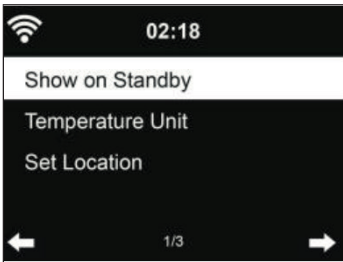 02:18
Show on Standby
Temperature Unit
Set Location
1/3